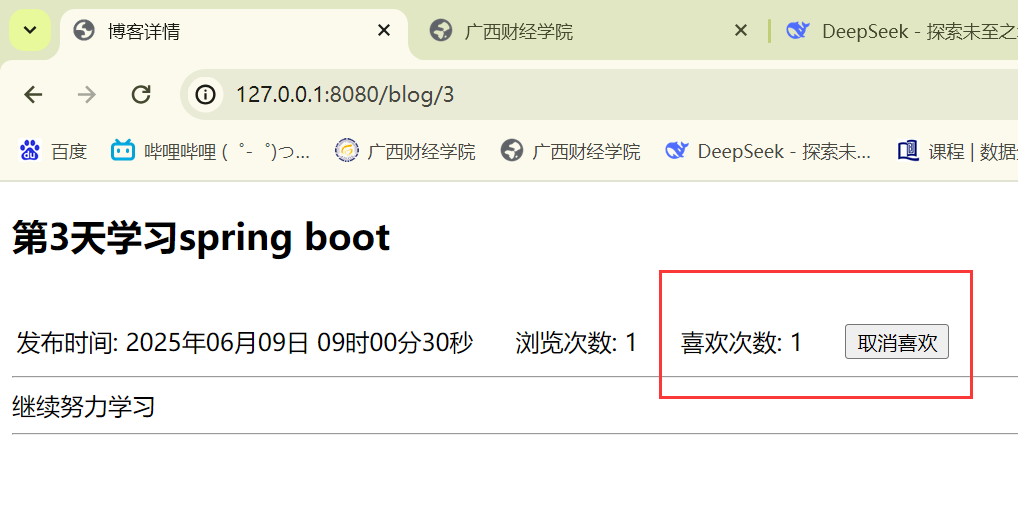 博客详情
广西财经学院
DeepSeek - 探索未至之
127.0.0.1:8080/blog/3
百度
哔哩哔哩 (゜-゜)つ...
广西财经学院
广西财经学院
DeepSeek - 探索未...
课程 | 数据
第3天学习spring boot
发布时间: 2025年06月09日 09时00分30秒 浏览次数: 1 喜欢次数: 1 取消喜欢
继续努力学习